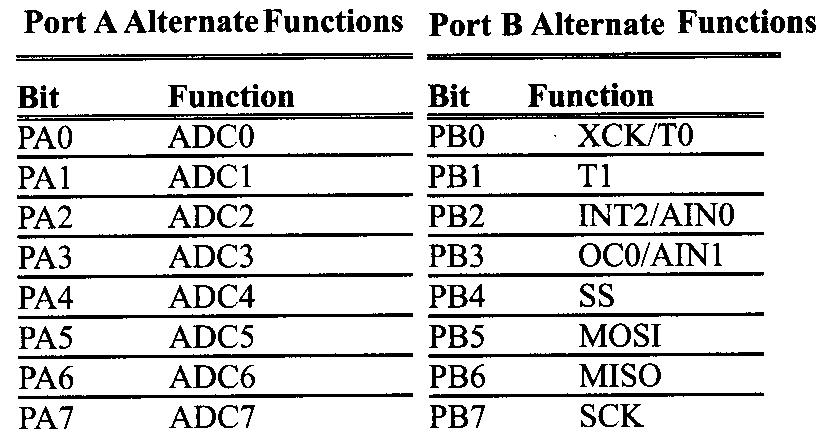 Port A Alternate Functions
Bit Function
PA0 ADC0
PA1 ADC1
PA2 ADC2
PA3 ADC3
PA4 ADC4
PA5 ADC5
PA6 ADC6
PA7 ADC7
Port B Alternate Functions
Bit Function
PB0 XCK/T0
PB1 T1
PB2 INT2/AIN0
PB3 OC0/AIN1
PB4 SS
PB5 MOSI
PB6 MISO
PB7 SCK